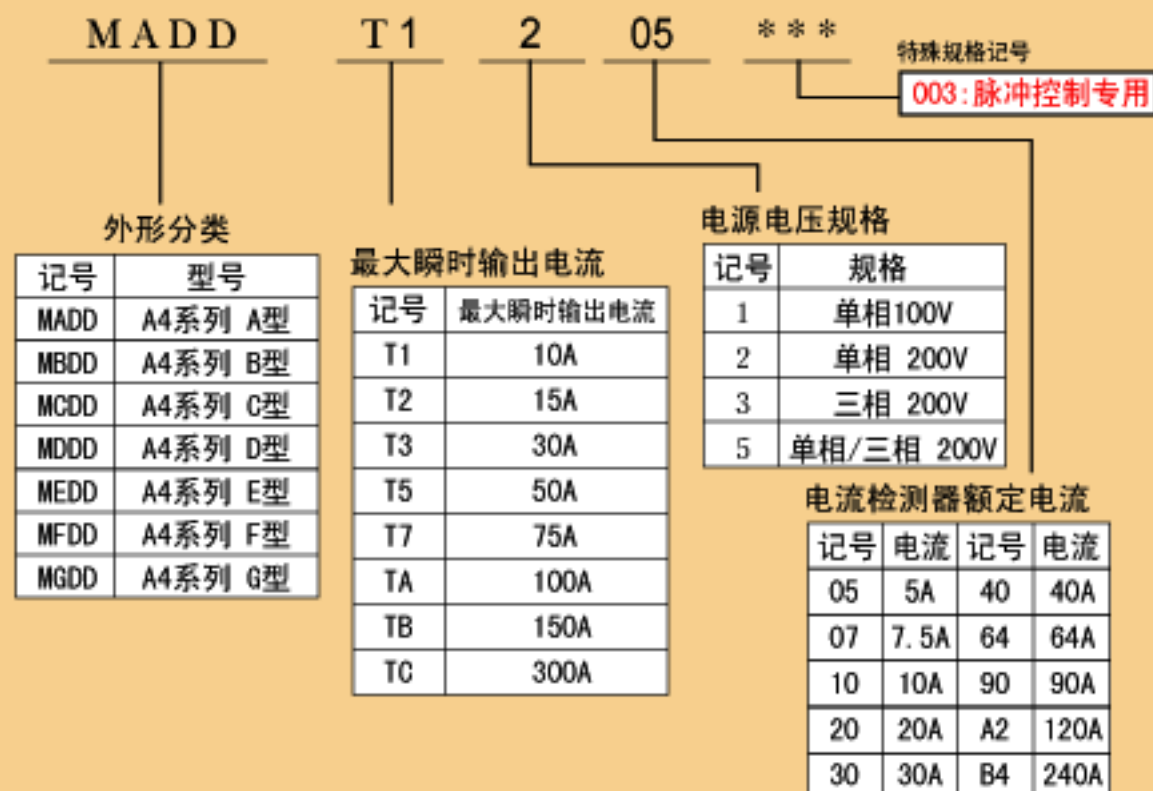 MADD T1 2 05 ***
特殊规格记号
003:脉冲控制专用
外形分类
记号 型号
MADD A4系列 A型
MBDD A4系列 B型
MCDD A4系列 C型
MDDD A4系列 D型
MEDD A4系列 E型
MFDD A4系列 F型
MGDD A4系列 G型
最大瞬时输出电流
记号 最大瞬时输出电流
T1 10A
T2 15A
T3 30A
T5 50A
T7 75A
TA 100A
TB 150A
TC 300A
电源电压规格
记号 规格
1 单相100V
2 单相 200V
3 三相 200V
5 单相/三相 200V
电流检测器额定电流
记号 电流 记号 电流
05 5A 40 40A
07 7.5A 64 64A
10 10A 90 90A
20 20A A2 120A
30 30A B4 240A